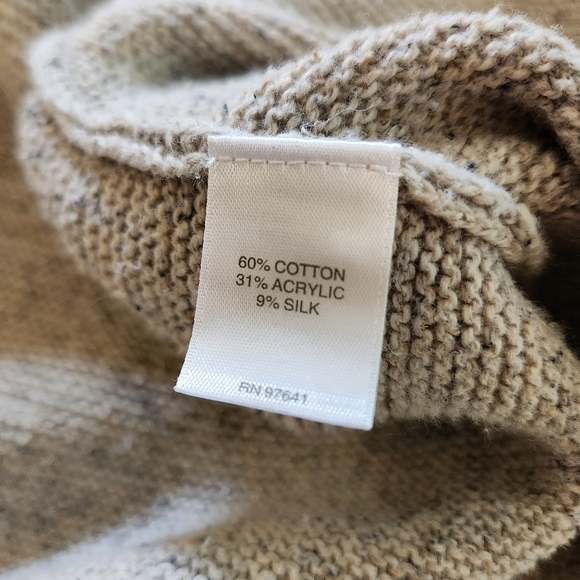 60% COTTON
31% ACRYLIC
9% SILK
RN 97641